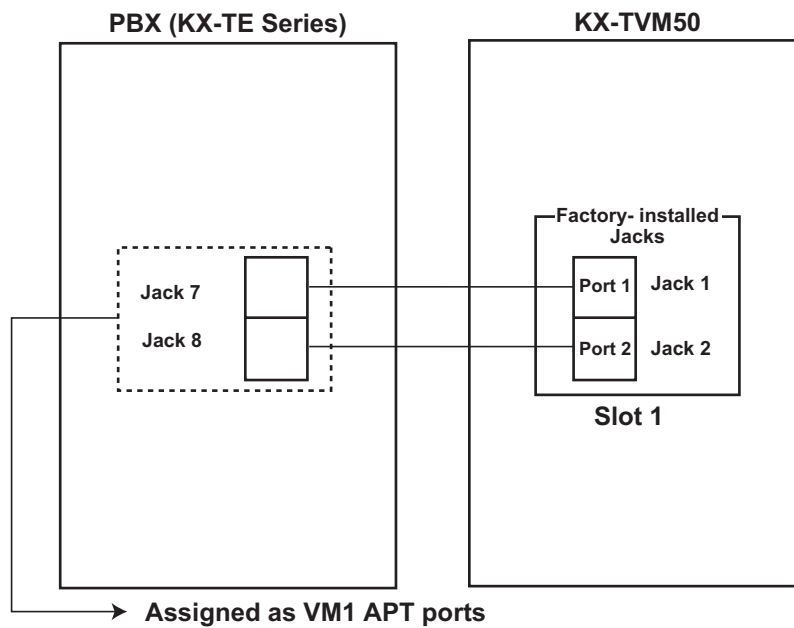 PBX (KX-TE Series)
KX-TVM50
Factory- installed
Jacks
Jack 7
Port 1
Jack 1
Jack 8
Port 2
Jack 2
Slot 1
Assigned as VM1 APT ports